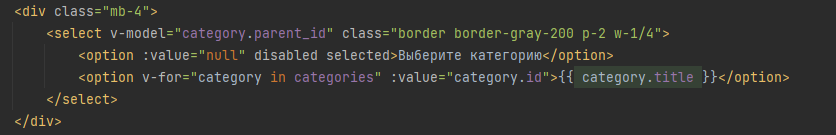 <div class="mb-4">
<select v-model="category.parent_id" class="border border-gray-200 p-2 w-1/4">
<option :value="null" disabled selected>Выберите категорию</option>
<option v-for="category in categories" :value="category.id">{{ category.title }}</option>
</select>
</div>